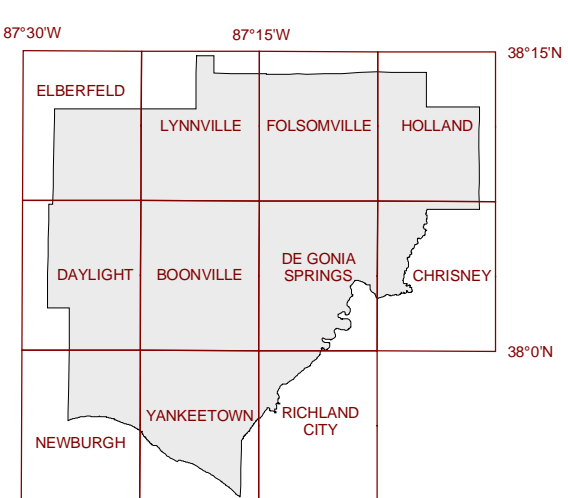 87°30'W
87°15'W
38°15'N
ELBERFELD
LYNNVILLE
FOLSOMVILLE
HOLLAND
DAYLIGHT
BOONVILLE
DE GONIA
SPRINGS
CHRISNEY
38°0'N
YANKEETOWN
RICHLAND
CITY
NEWBURGH